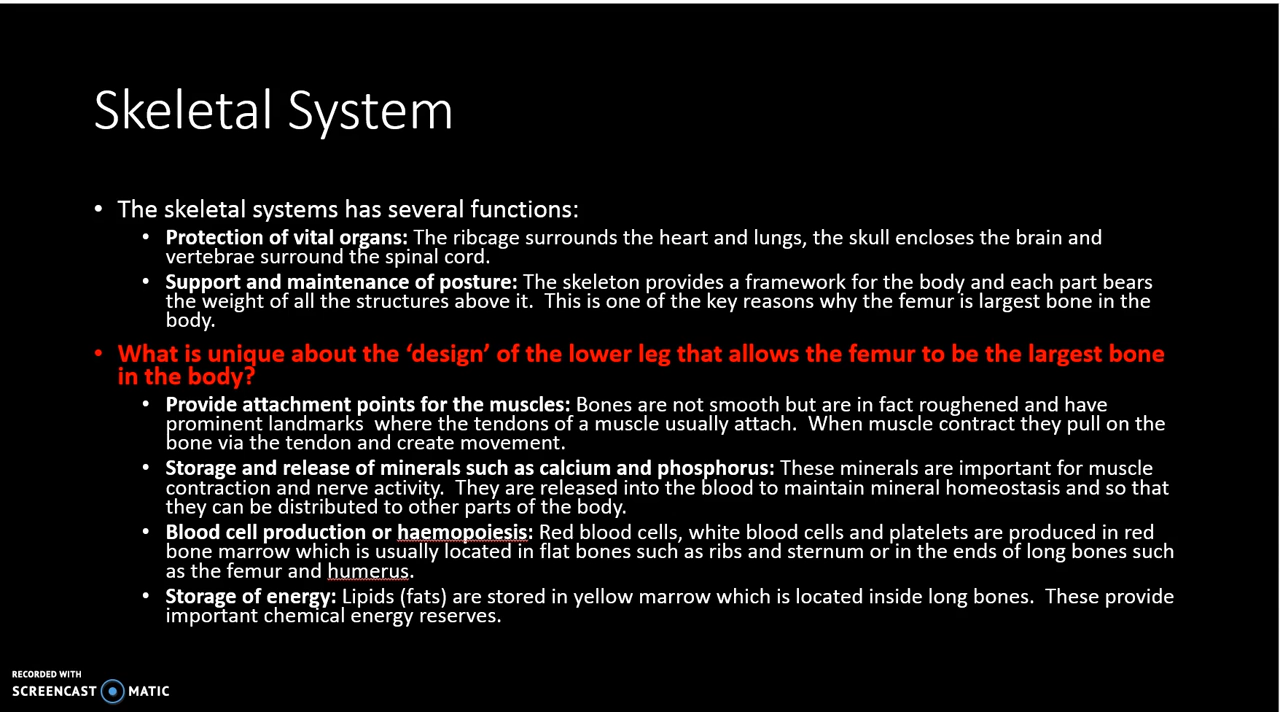 Skeletal System
• The skeletal systems has several functions:
• Protection of vital organs: The ribcage surrounds the heart and lungs, the skull encloses the brain and
vertebrae surround the spinal cord.
• Support and maintenance of posture: The skeleton provides a framework for the body and each part bears
the weight of all the structures above it.  This is one of the key reasons why the femur is largest bone in the
body.
• What is unique about the ‘design’ of the lower leg that allows the femur to be the largest bone
in the body?
• Provide attachment points for the muscles: Bones are not smooth but are in fact roughened and have
prominent landmarks  where the tendons of a muscle usually attach.  When muscle contract they pull on the
bone via the tendon and create movement.
• Storage and release of minerals such as calcium and phosphorus: These minerals are important for muscle
contraction and nerve activity.  They are released into the blood to maintain mineral homeostasis and so that
they can be distributed to other parts of the body.
• Blood cell production or haemopoiesis: Red blood cells, white blood cells and platelets are produced in red
bone marrow which is usually located in flat bones such as ribs and sternum or in the ends of long bones such
as the femur and humerus.
• Storage of energy: Lipids (fats) are stored in yellow marrow which is located inside long bones.  These provide
important chemical energy reserves.
RECORDED WITH
SCREENCAST MATIC